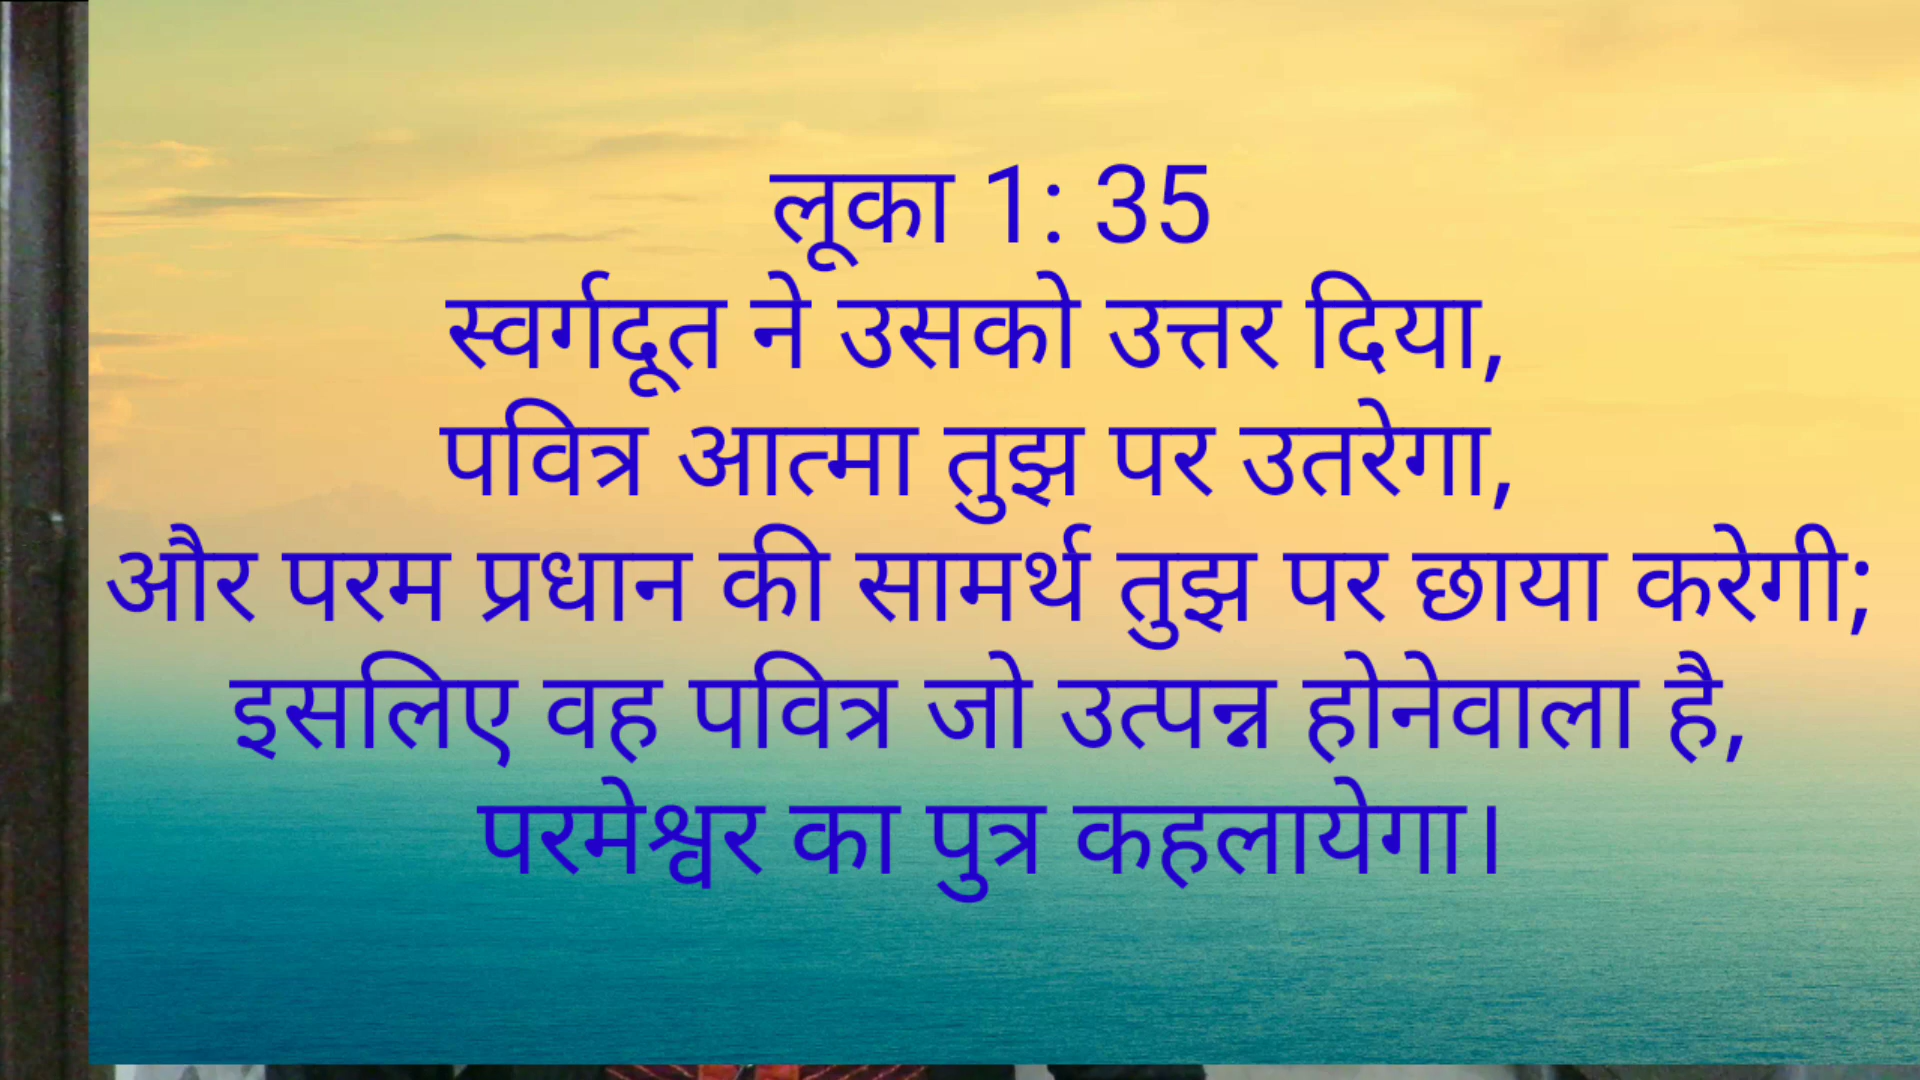 लूका 1: 35
स्वर्गदूत ने उसको उत्तर दिया,
पवित्र आत्मा तुझ पर उतरेगा,
और परम प्रधान की सामर्थ तुझ पर छाया करेगी;
इसलिए वह पवित्र जो उत्पन्न होनेवाला है,
परमेश्वर का पुत्र कहलायेगा।